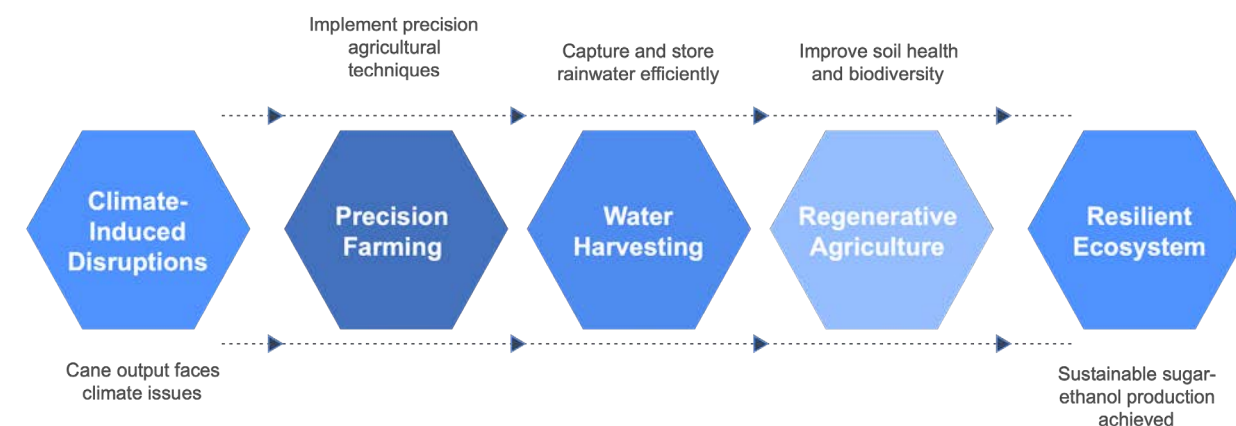 Implement precision
agricultural
techniques
Capture and store
rainwater efficiently
Improve soil health
and biodiversity
Climate-
Induced
Disruptions
Precision
Farming
Water
Harvesting
Regenerative
Agriculture
Resilient
Ecosystem
Cane output faces
climate issues
Sustainable sugar-
ethanol production
achieved